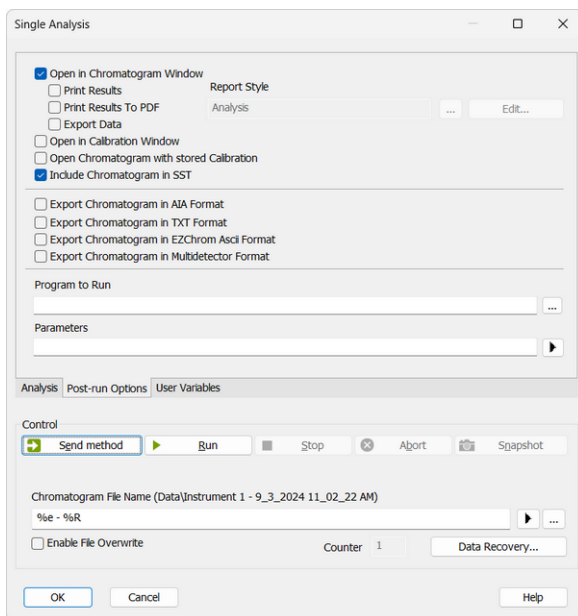 Single Analysis
Open in Chromatogram Window
Print Results
Report Style
Print Results To PDF
Analysis
...
Edit...
Export Data
Open in Calibration Window
Open Chromatogram with stored Calibration
Include Chromatogram in SST
Export Chromatogram in AIA Format
Export Chromatogram in TXT Format
Export Chromatogram in EZChrom Ascii Format
Export Chromatogram in Multidetector Format
Program to Run
...
Parameters
Analysis Post-run Options User Variables
Control
Send method Run Stop Abort Snapshot
Chromatogram File Name (Data\Instrument 1 - 9_3_2024 11_02_22 AM)
%e - %R
...
Enable File Overwrite
Counter 1
Data Recovery...
OK Cancel Help